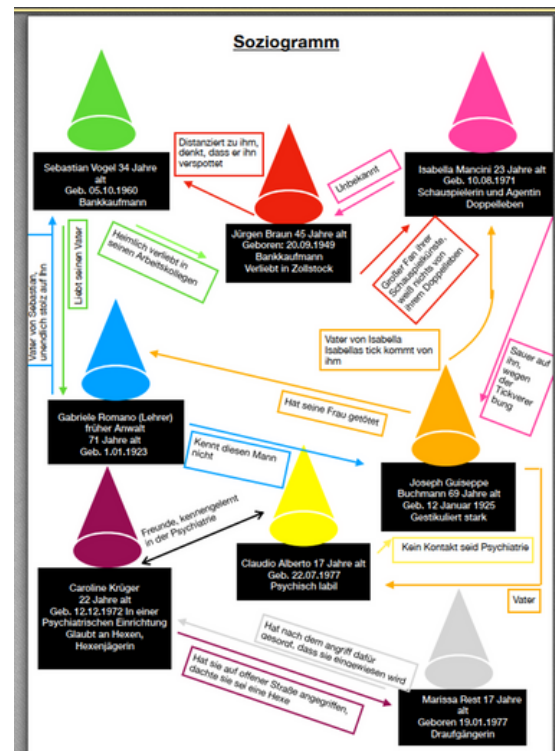 Soziogramm
Sebastian Vogel 34 Jahre
alt
Geb. 05.10.1960
Bankkaufmann
Distanziert zu ihm,
denkt, dass er ihn
verspottet
Jürgen Braun 45 Jahre alt
Geboren: 20.09.1949
Bankkaufmann
Verliebt in Zollstock
Unbekannt
Isabella Mancini 23 Jahre
alt
Geb. 10.08.1971
Schauspielerin und Agentin
Doppelleben
Vater von Sebastian,
unendlich stolz auf ihn
Liebt seinen Vater
Heimlich verliebt in
seinen Arbeitskollegen
Großer Fan ihrer
Schauspielkünste,
weiß nichts von
ihrem Doppelleben
Vater von Isabella
Isabellas tick kommt von
ihm
Sauer auf
ihn,
wegen
der
Tickverer
bung
Hat seine Frau getötet
Gabriele Romano (Lehrer)
früher Anwalt
71 Jahre alt
Geb. 1.01.1923
Kennt diesen Mann
nicht
Joseph Guiseppe
Buchmann 69 Jahre alt
Geb. 12 Januar 1925
Gestikuliert stark
Freunde, kennengelernt
in der Psychiatrie
Claudio Alberto 17 Jahre alt
Geb. 22.07.1977
Psychisch labil
Kein Kontakt seid Psychiatrie
Vater
Caroline Krüger
22 Jahre alt
Geb. 12.12.1972 In einer
Psychiatrischen Einrichtung
Glaubt an Hexen,
Hexenjägerin
Hat nach dem angriff dafür
gesorgt, dass sie eingewiesen wird
Hat sie auf offener Straße angegriffen,
dachte sie sei eine Hexe
Marissa Rest 17 Jahre
alt
Geboren 19.01.1977
Draufgängerin